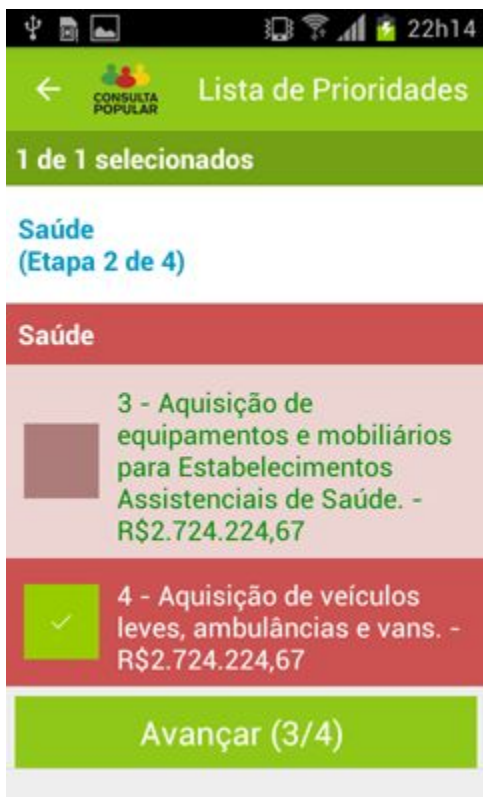 22h14
CONSULTA
POPULAR
Lista de Prioridades
1 de 1 selecionados
Saúde
(Etapa 2 de 4)
Saúde
3 - Aquisição de
equipamentos e mobiliários
para Estabelecimentos
Assistenciais de Saúde. -
R$2.724.224,67
4 - Aquisição de veículos
leves, ambulâncias e vans. -
R$2.724.224,67
Avançar (3/4)